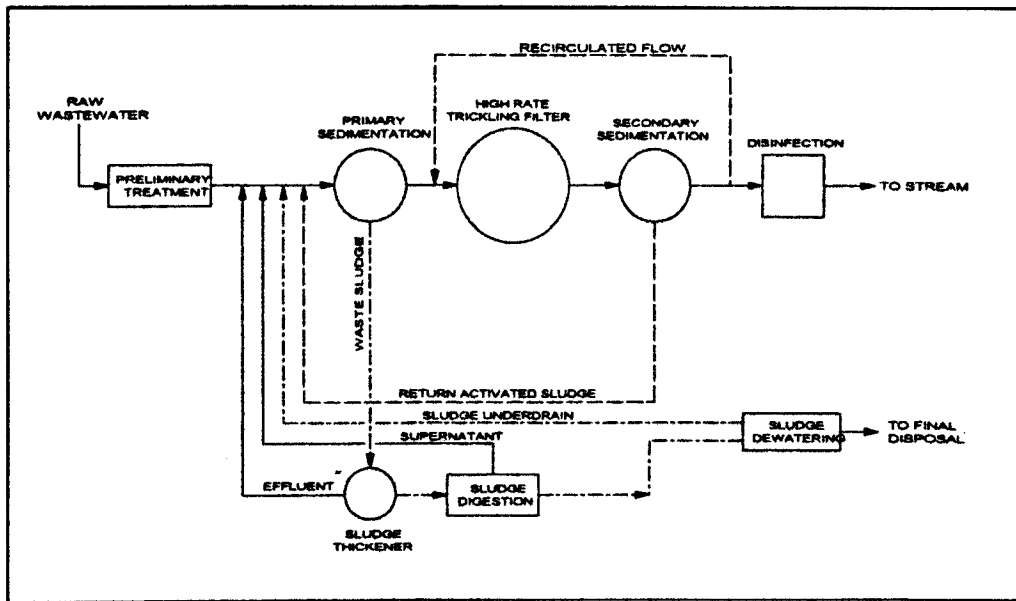 RECIRCULATED FLOW
RAW
WASTEWATER
PRIMARY
SEDIMENTATION
HIGH RATE
TRICKLING FILTER
SECONDARY
SEDIMENTATION
DISINFECTION
PRELIMINARY
TREATMENT
TO STREAM
WASTE SLUDGE
RETURN ACTIVATED SLUDGE
SLUDGE UNDERDRAIN
SUPERNATANT
SLUDGE
DEWATERING
TO FINAL
DISPOSAL
EFFLUENT
SLUDGE
DIGESTION
SLUDGE
THICKENER